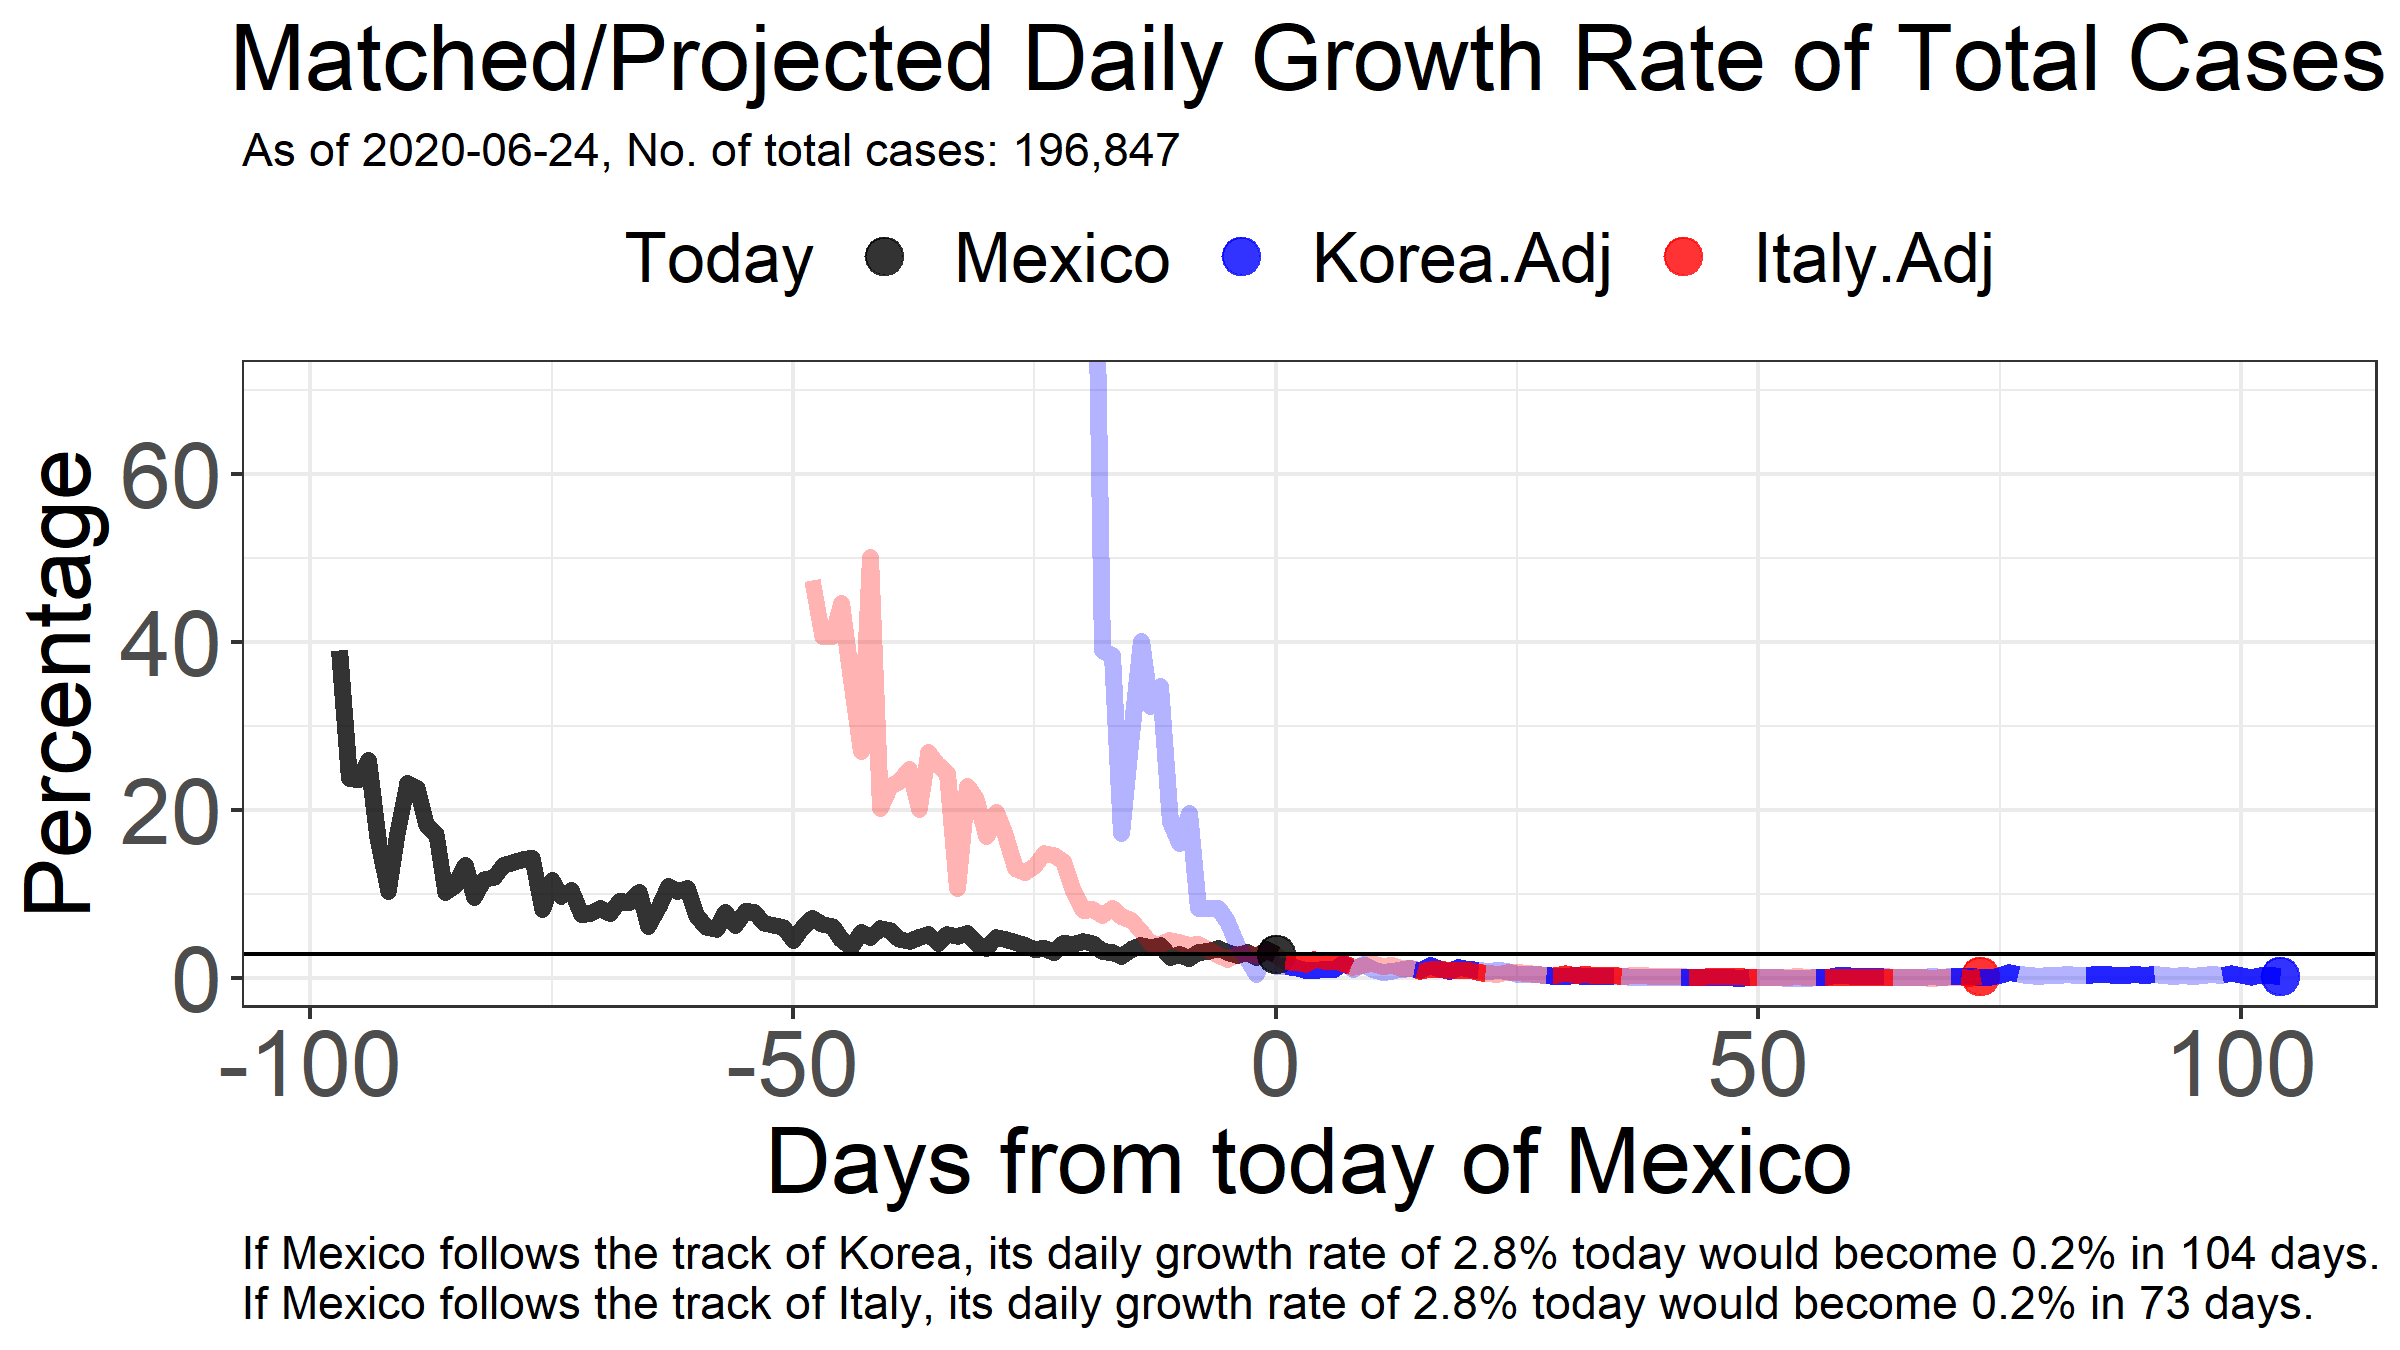 Matched/Projected Daily Growth Rate of Total Cases
As of 2020-06-24, No. of total cases: 196,847
Today Mexico Korea.Adj Italy.Adj
Percentage
60
40
20
0
-100 -50 0 50 100
Days from today of Mexico
If Mexico follows the track of Korea, its daily growth rate of 2.8% today would become 0.2% in 104 days.
If Mexico follows the track of Italy, its daily growth rate of 2.8% today would become 0.2% in 73 days.